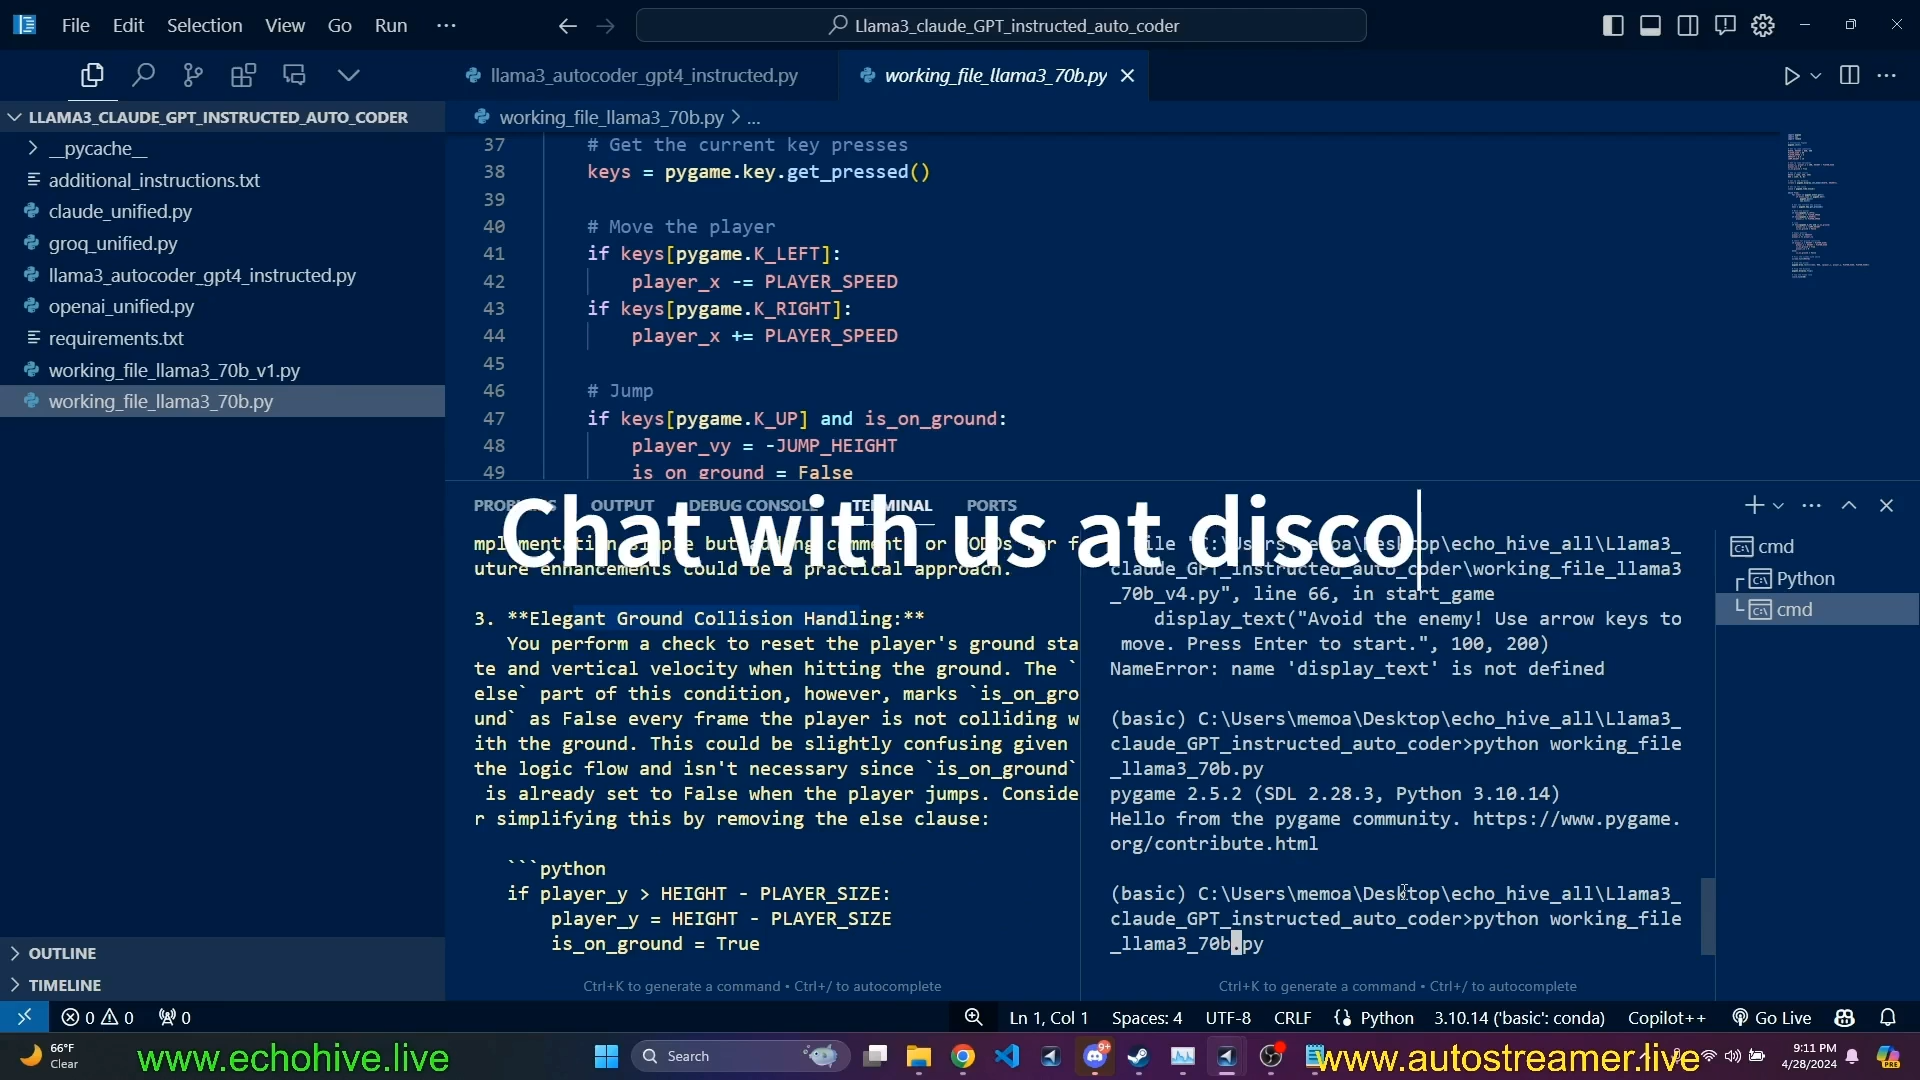 File Edit Selection View Go Run ...
Llama3_claude_GPT_instructed_auto_coder
llama3_autocoder_gpt4_instructed.py
working_file_llama3_70b.py
LLAMA3_CLAUDE_GPT_INSTRUCTED_AUTO_CODER
__pycache__
additional_instructions.txt
claude_unified.py
groq_unified.py
llama3_autocoder_gpt4_instructed.py
openai_unified.py
requirements.txt
working_file_llama3_70b_v1.py
working_file_llama3_70b.py
OUTLINE
TIMELINE
working_file_llama3_70b.py > ...
37 # Get the current key presses
38 keys = pygame.key.get_pressed()
39
40 # Move the player
41 if keys[pygame.K_LEFT]:
42 player_x -= PLAYER_SPEED
43 if keys[pygame.K_RIGHT]:
44 player_x += PLAYER_SPEED
45
46 # Jump
47 if keys[pygame.K_UP] and is_on_ground:
48 player_vy = -JUMP_HEIGHT
49 is_on_ground = False
OUTPUT DEBUG CONSOLE TERMINAL PORTS
Chat with us at disco
uture enhancements could be a practical approach.
3. **Elegant Ground Collision Handling:**
You perform a check to reset the player's ground sta
te and vertical velocity when hitting the ground. The `
else` part of this condition, however, marks `is_on_gro
und` as False every frame the player is not colliding w
ith the ground. This could be slightly confusing given
the logic flow and isn't necessary since `is_on_ground`
is already set to False when the player jumps. Conside
r simplifying this by removing the else clause:
```python
if player_y > HEIGHT - PLAYER_SIZE:
player_y = HEIGHT - PLAYER_SIZE
is_on_ground = True
Ctrl+K to generate a command • Ctrl+/ to autocomplete
File "C:\Users\memoa\Desktop\echo_hive_all\Llama3_
claude_GPT_instructed_auto_coder\working_file_llama3
_70b_v4.py", line 66, in start_game
display_text("Avoid the enemy! Use arrow keys to
move. Press Enter to start.", 100, 200)
NameError: name 'display_text' is not defined
(basic) C:\Users\memoa\Desktop\echo_hive_all\Llama3_
claude_GPT_instructed_auto_coder>python working_file
_llama3_70b.py
pygame 2.5.2 (SDL 2.28.3, Python 3.10.14)
Hello from the pygame community. https://www.pygame.
org/contribute.html
(basic) C:\Users\memoa\Desktop\echo_hive_all\Llama3_
claude_GPT_instructed_auto_coder>python working_file
_llama3_70b.py
Ctrl+K to generate a command • Ctrl+/ to autocomplete
cmd
Python
cmd
0 0 0
Ln 1, Col 1 Spaces: 4 UTF-8 CRLF Python 3.10.14 ('basic': conda) Copilot++ Go Live
66°F
Clear
www.echohive.live
Search
www.autostreamer.live
9:11 PM
4/28/2024